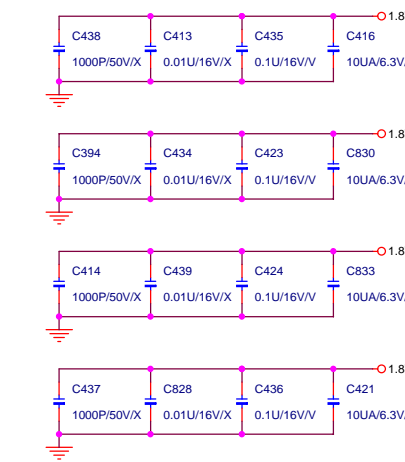 1.8
C438 C413 C435 C416
1000P/50V/X 0.01U/16V/X 0.1U/16V/V 10UA/6.3V/
1.8
C394 C434 C423 C830
1000P/50V/X 0.01U/16V/X 0.1U/16V/V 10UA/6.3V/
1.8
C414 C439 C424 C833
1000P/50V/X 0.01U/16V/X 0.1U/16V/V 10UA/6.3V/
1.8
C437 C828 C436 C421
1000P/50V/X 0.01U/16V/X 0.1U/16V/V 10UA/6.3V/